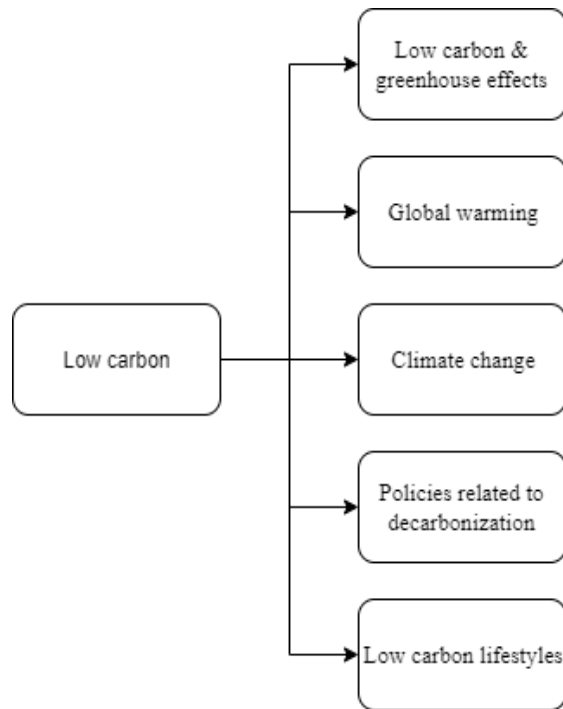 Low carbon &
greenhouse effects
Global warming
Low carbon
Climate change
Policies related to
decarbonization
Low carbon lifestyles